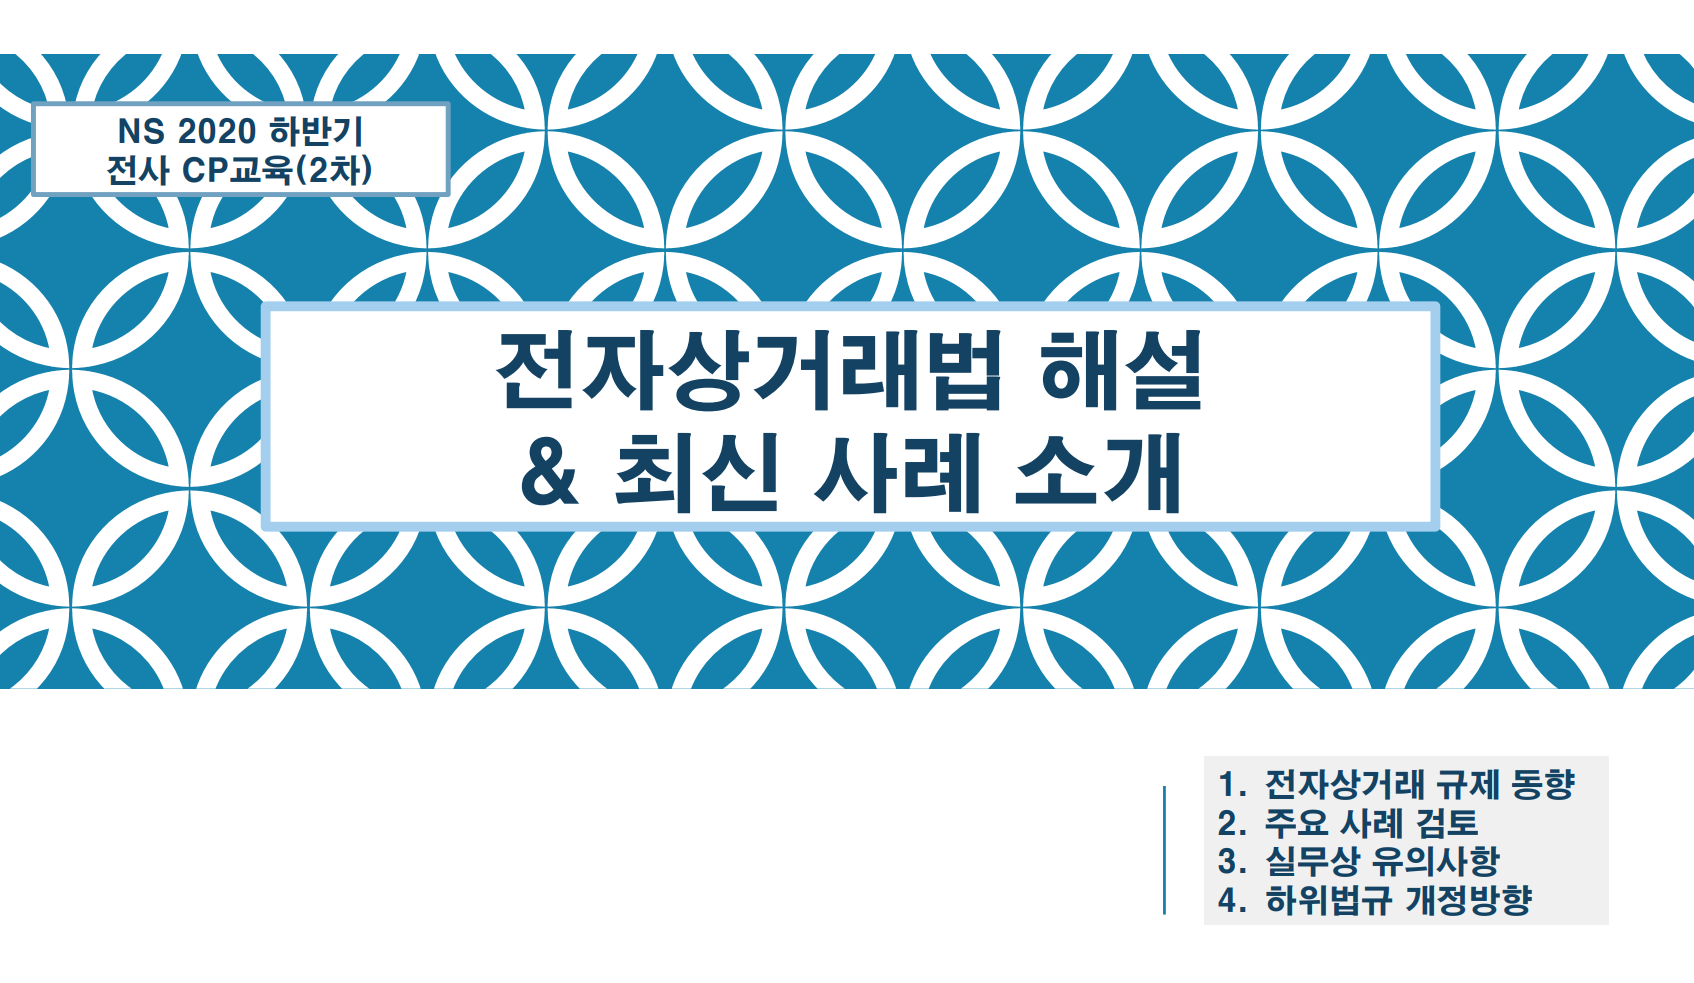 NS 2020 하반기
전사 CP교육(2차)
전자상거래법 해설
& 최신 사례 소개
1. 전자상거래 규제 동향
2. 주요 사례 검토
3. 실무상 유의사항
4. 하위법규 개정방향